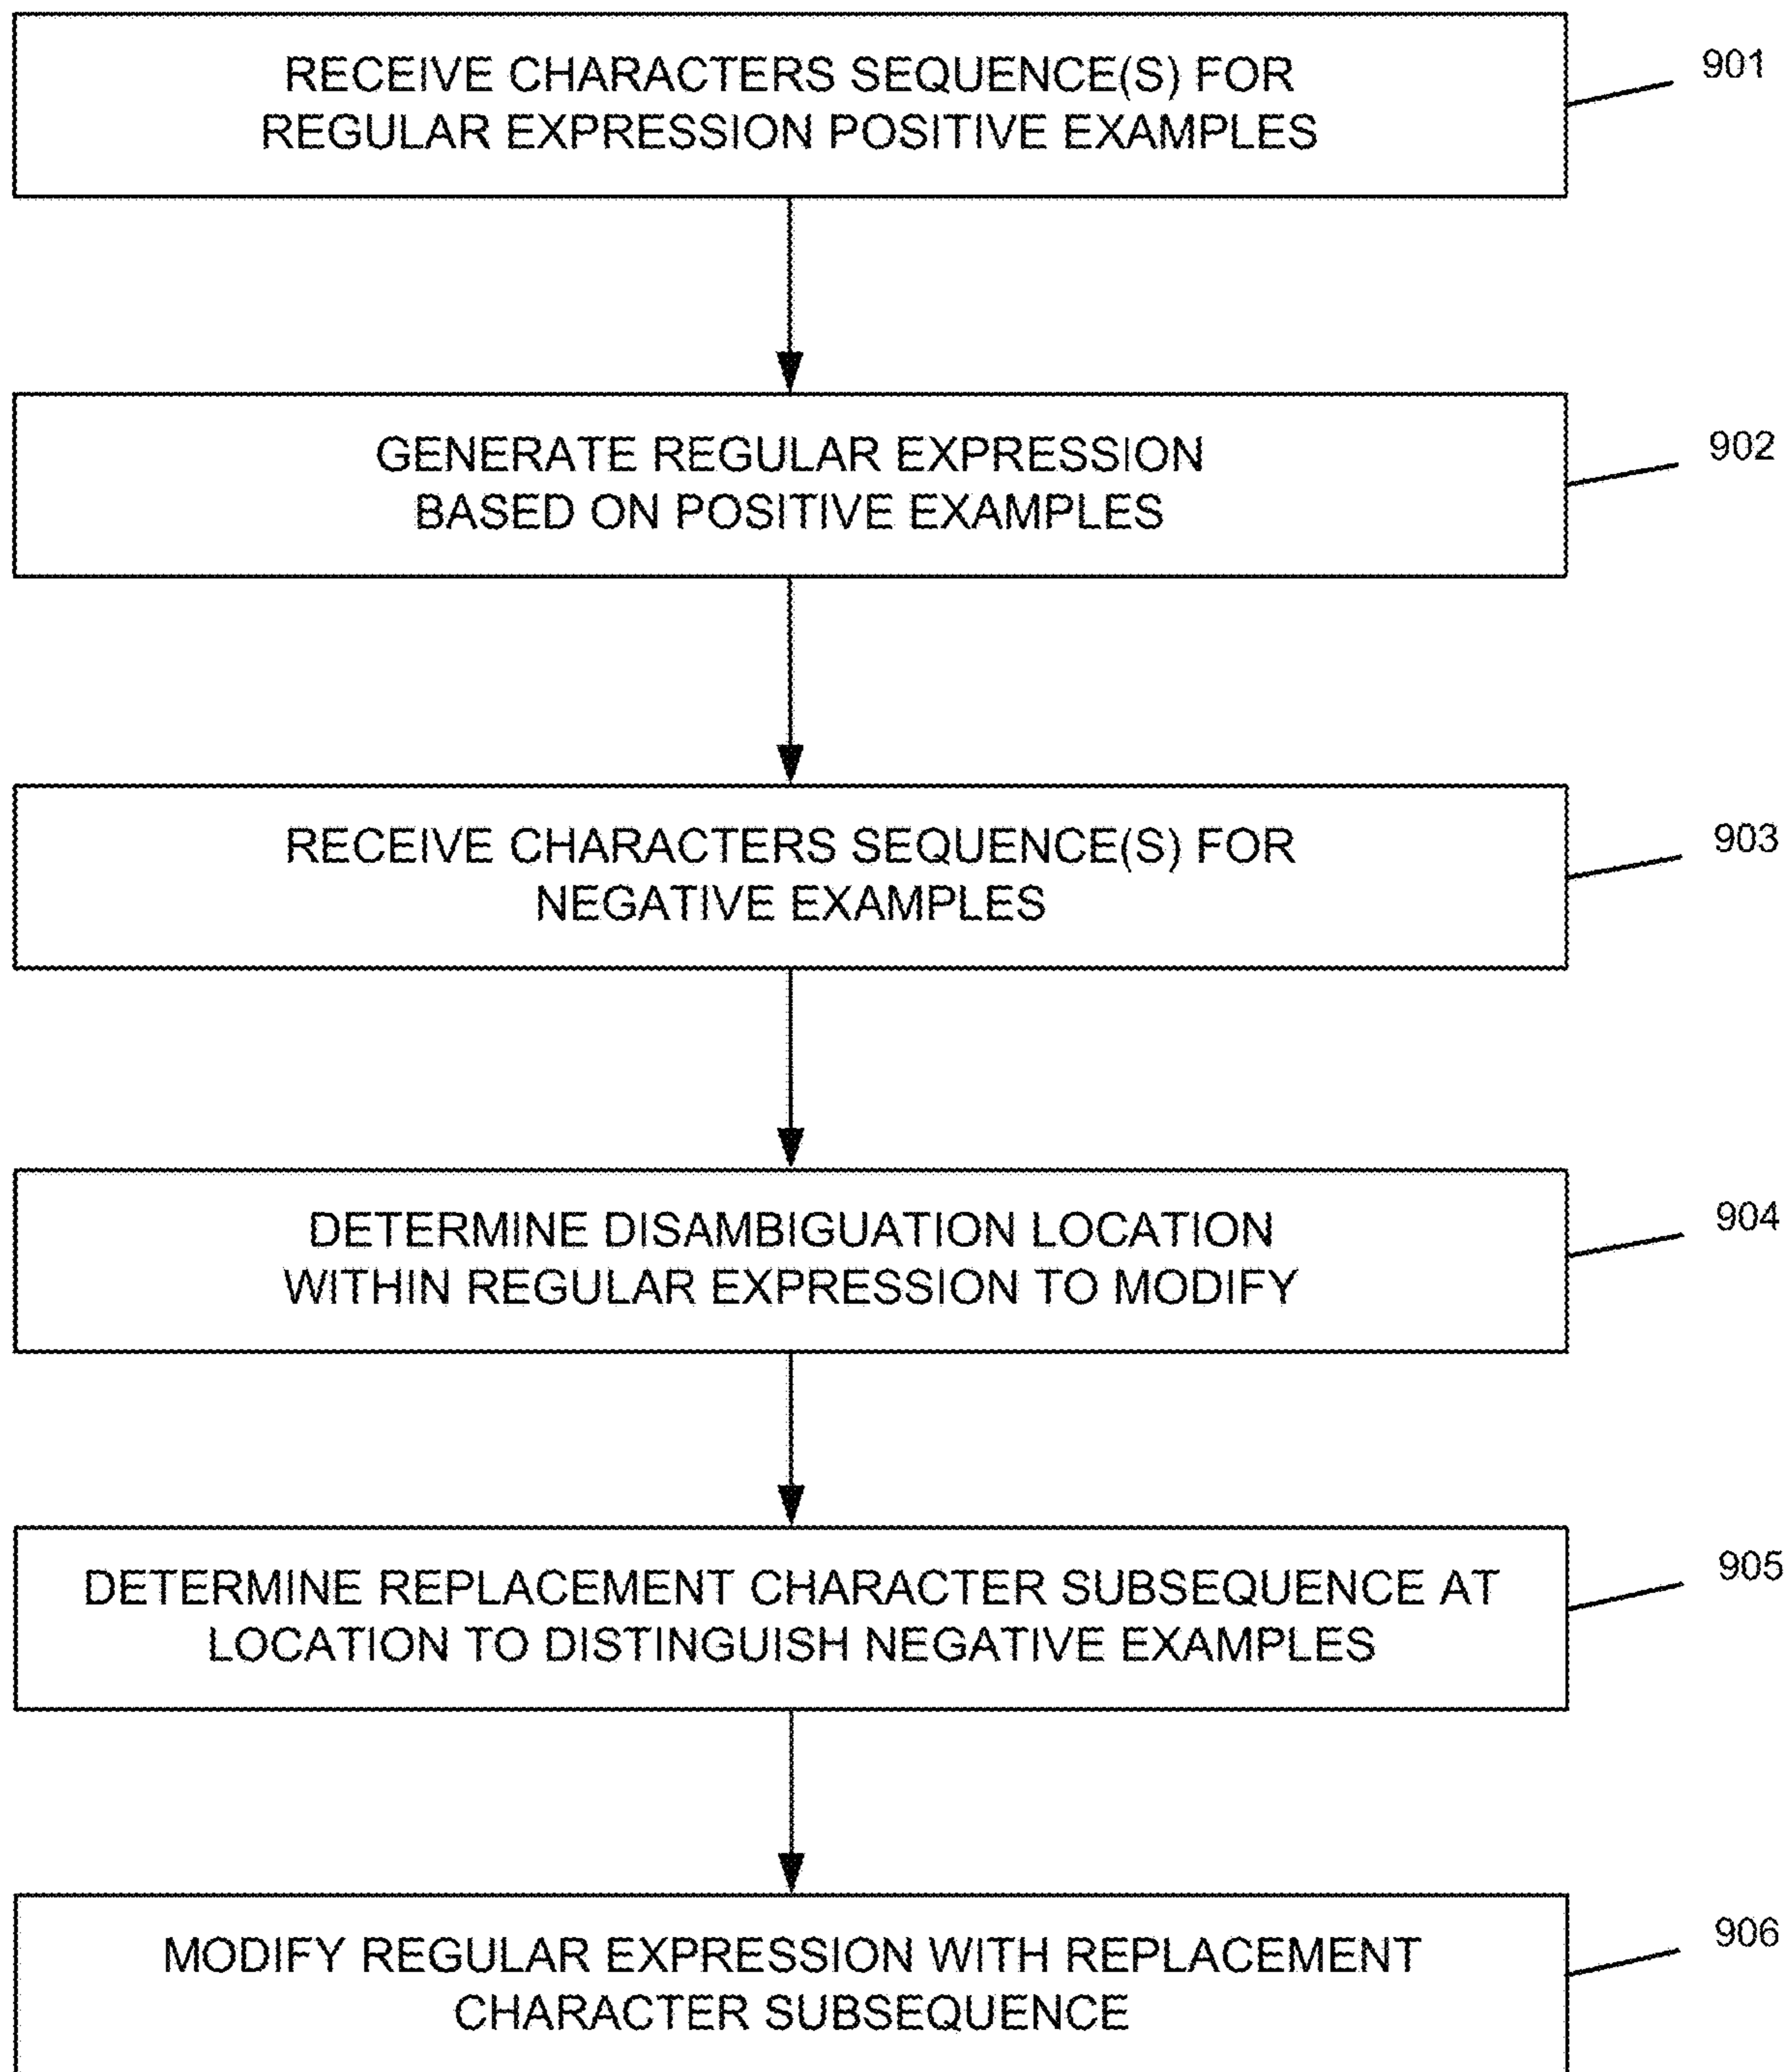 RECEIVE CHARACTERS SEQUENCE(S) FOR
REGULAR EXPRESSION POSITIVE EXAMPLES
901
GENERATE REGULAR EXPRESSION
BASED ON POSITIVE EXAMPLES
902
RECEIVE CHARACTERS SEQUENCE(S) FOR
NEGATIVE EXAMPLES
903
DETERMINE DISAMBIGUATION LOCATION
WITHIN REGULAR EXPRESSION TO MODIFY
904
DETERMINE REPLACEMENT CHARACTER SUBSEQUENCE AT
LOCATION TO DISTINGUISH NEGATIVE EXAMPLES
905
MODIFY REGULAR EXPRESSION WITH REPLACEMENT
CHARACTER SUBSEQUENCE
906